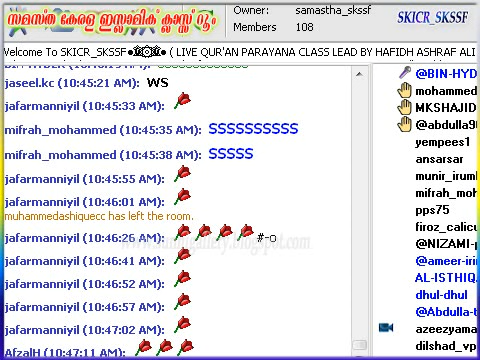 സമസ്ത കേരള ഇസ്ലാമിക് ക്ലാസ്സ് റൂം
Owner: samastha_skssf
Members 108
SKICR_SKSSF
Welcome To SKICR_SKSSF ( LIVE QUR'AN PARAYANA CLASS LEAD BY HAFIDH ASHRAF ALI
jaseel.kc (10:45:21 AM): WS
jafarmanniyil (10:45:33 AM):
mifrah_mohammed (10:45:35 AM): SSSSSSSSSS
mifrah_mohammed (10:45:38 AM): SSSSS
jafarmanniyil (10:45:55 AM):
jafarmanniyil (10:46:01 AM):
muhammedashiquecc has left the room.
jafarmanniyil (10:46:26 AM): #-o
jafarmanniyil (10:46:41 AM):
jafarmanniyil (10:46:52 AM):
jafarmanniyil (10:46:57 AM):
jafarmanniyil (10:47:02 AM):
AfzalH (10:47:11 AM):
@BIN-HYD
mohammed
MKSHAJID
@abdulla90
yempees1
ansarsar
munir_irumb
mifrah_moh
pps75
firoz_calicu
@NIZAMI-p
@ameer-irin
AL-ISTHIQ
dhul-dhul
@Abdulla-t
azeezyama
dilshad_vp